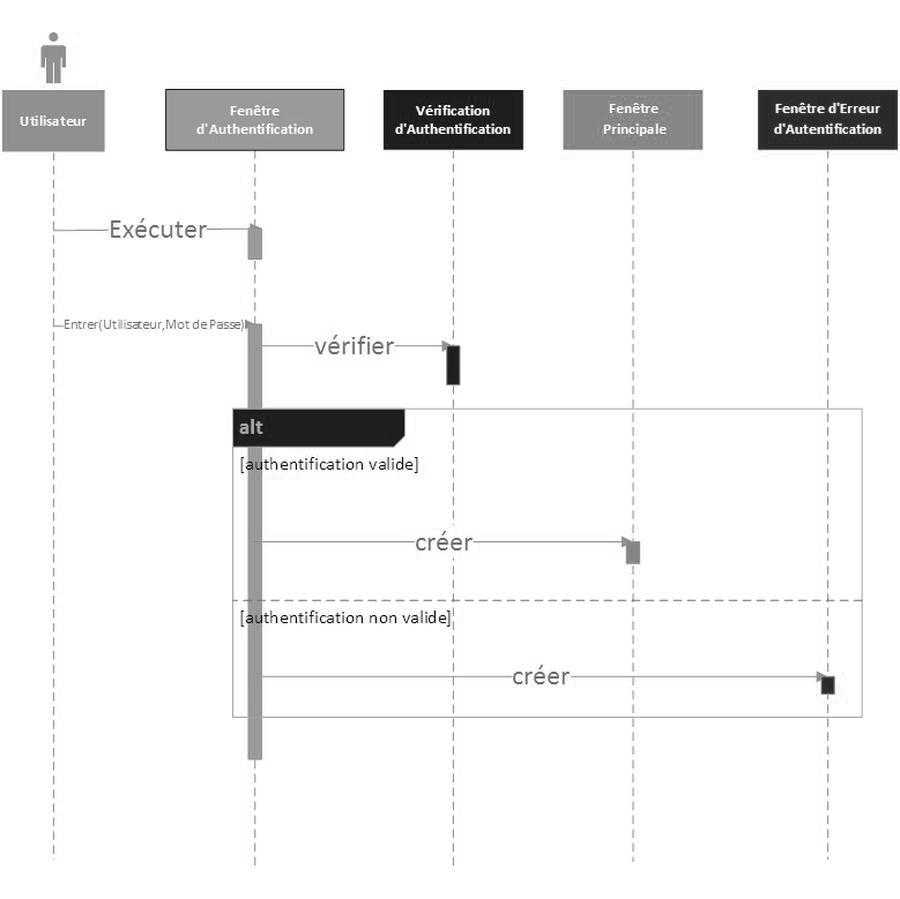 Utilisateur
Fenêtre
d'Authentification
Vérification
d'Authentification
Fenêtre
Principale
Fenêtre d'Erreur
d'Autentification
Exécuter
Entrer(Utilisateur,Mot de Passe)
vérifier
alt
[authentification valide]
créer
[authentification non valide]
créer